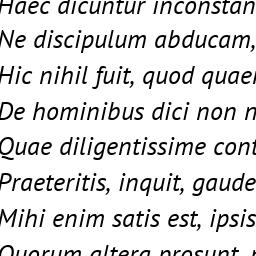 Haec dicuntur inconstan
Ne discipulum abducam,
Hic nihil fuit, quod quae
De hominibus dici non n
Quae diligentissime cont
Praeteritis, inquit, gaude
Mihi enim satis est, ipsis
Quorum altera prosunt,